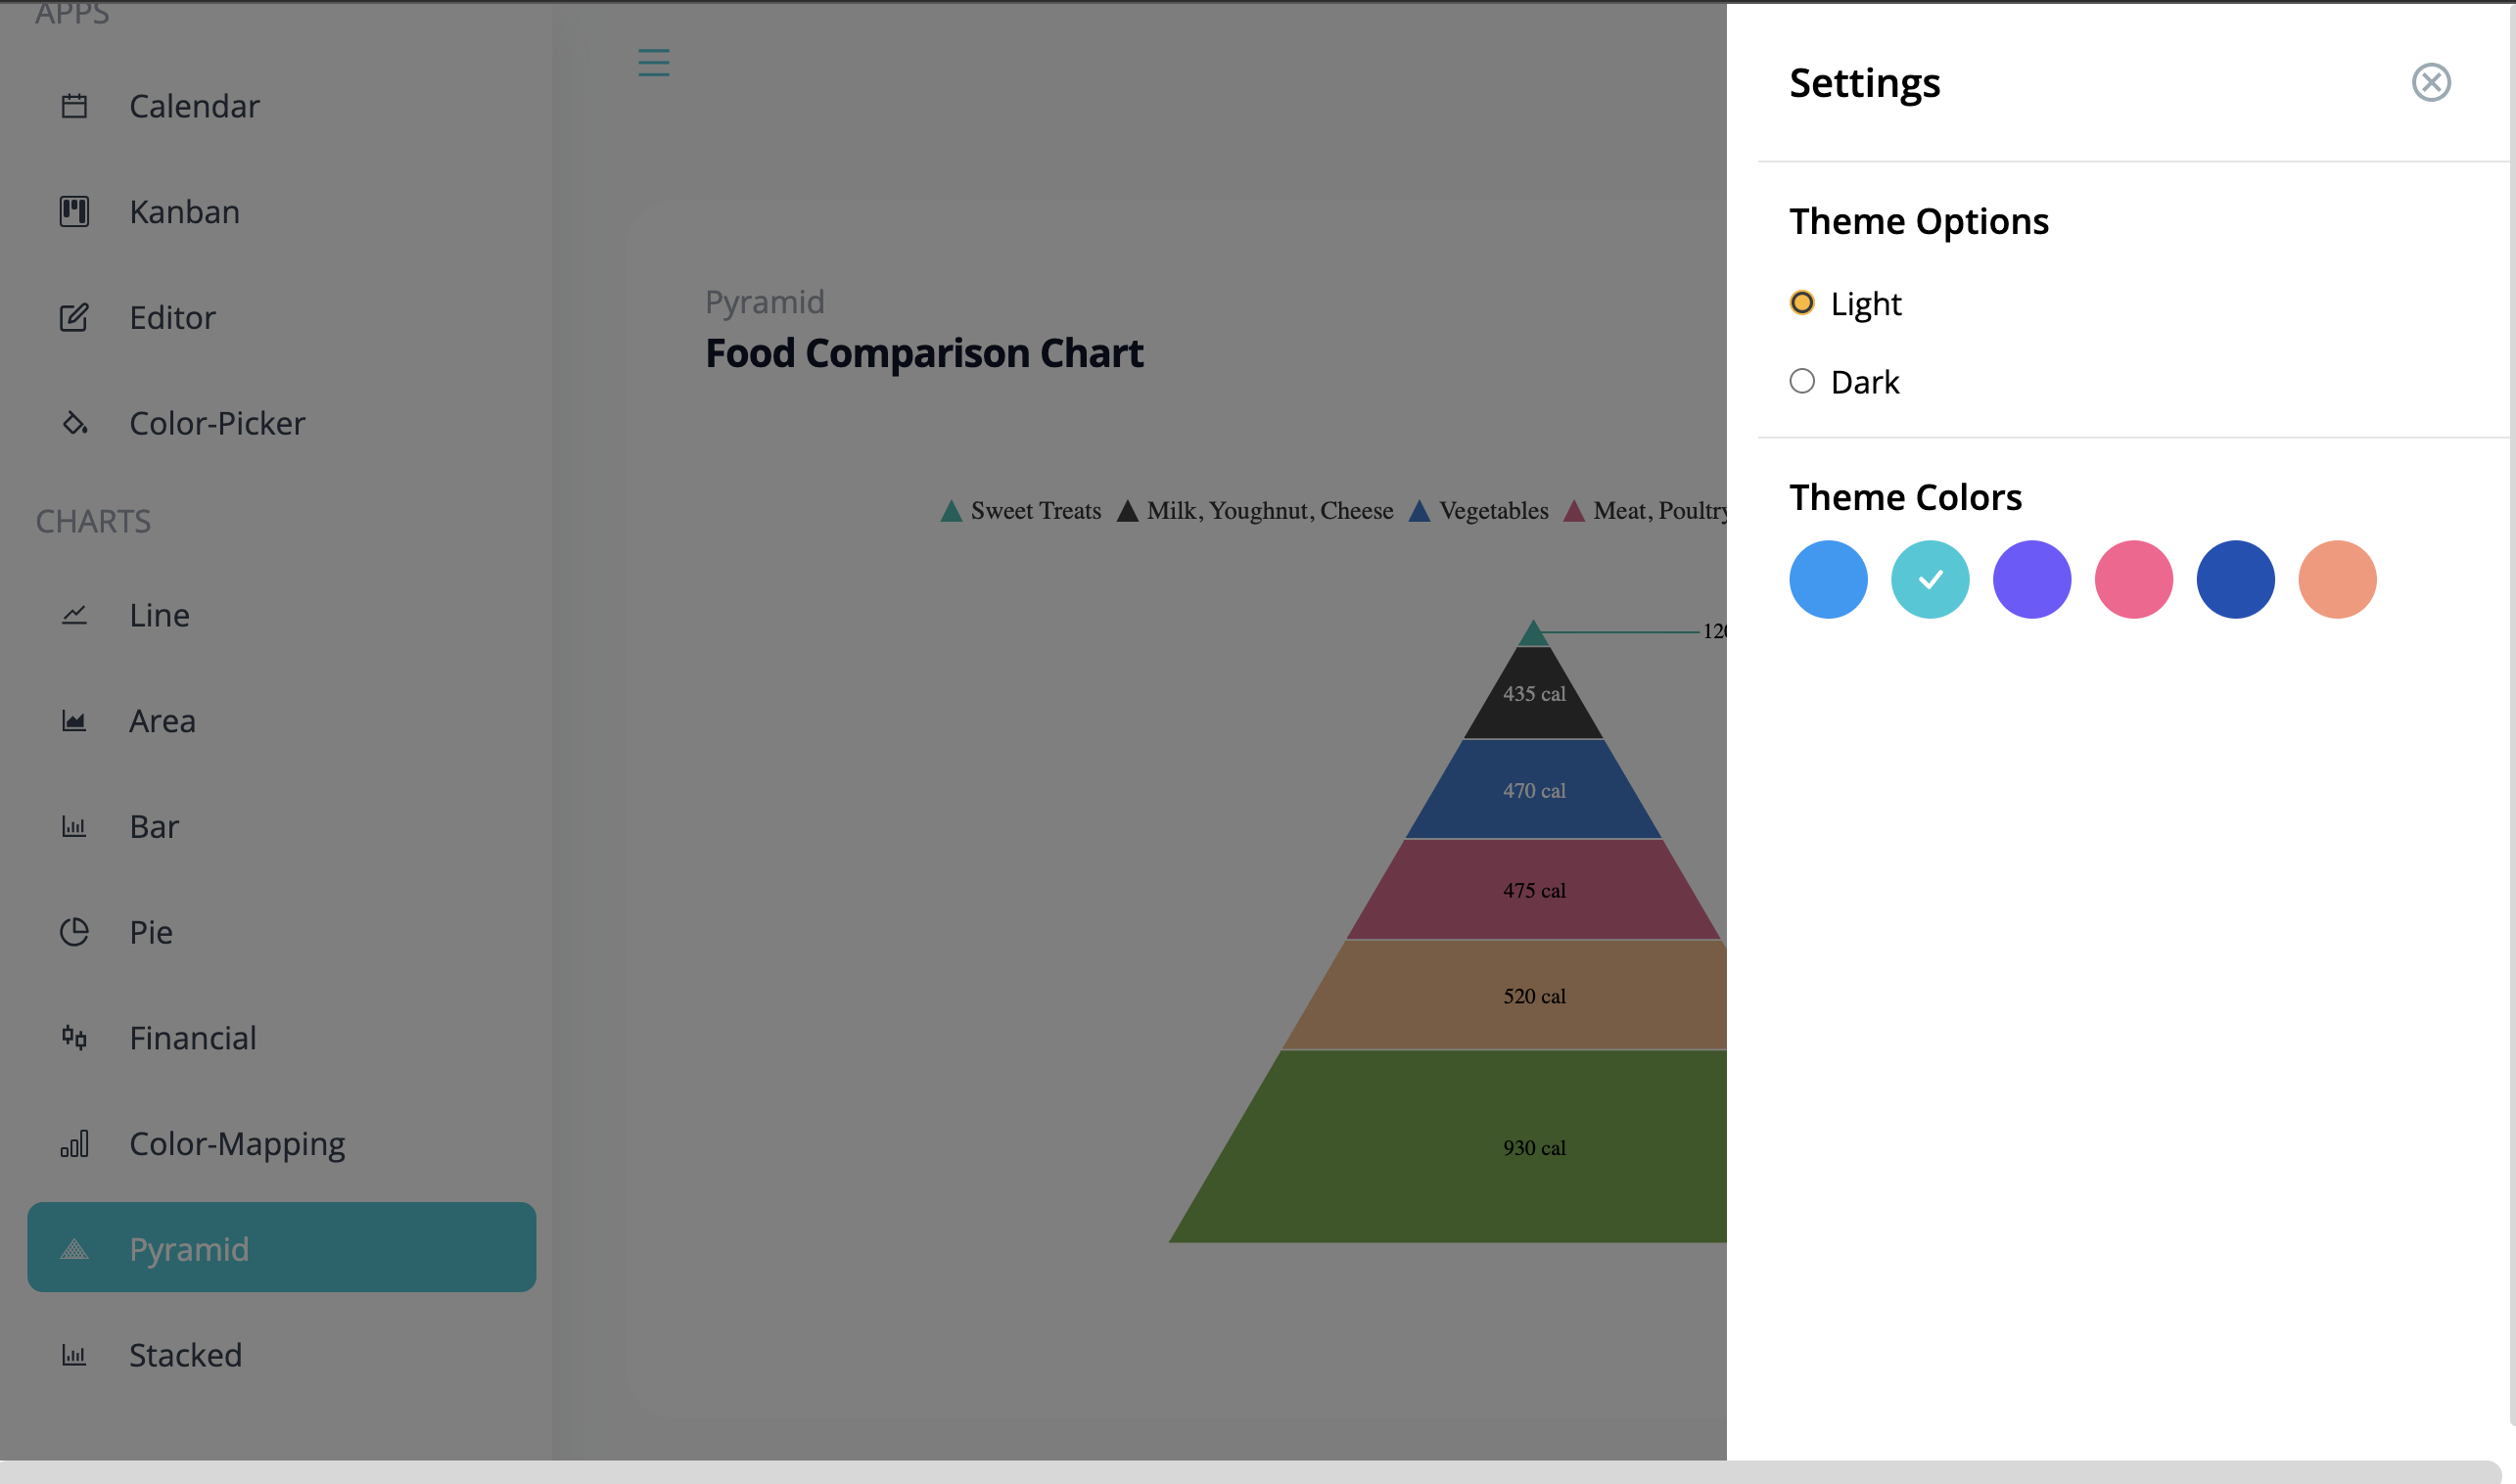 APPS
Calendar
Kanban
Editor
Color-Picker
CHARTS
Line
Area
Bar
Pie
Financial
Color-Mapping
Pyramid
Stacked
Pyramid
Food Comparison Chart
Sweet Treats Milk, Youghnut, Cheese Vegetables Meat, Poultry
435 cal
470 cal
475 cal
520 cal
930 cal
Settings
Theme Options
Light
Dark
Theme Colors